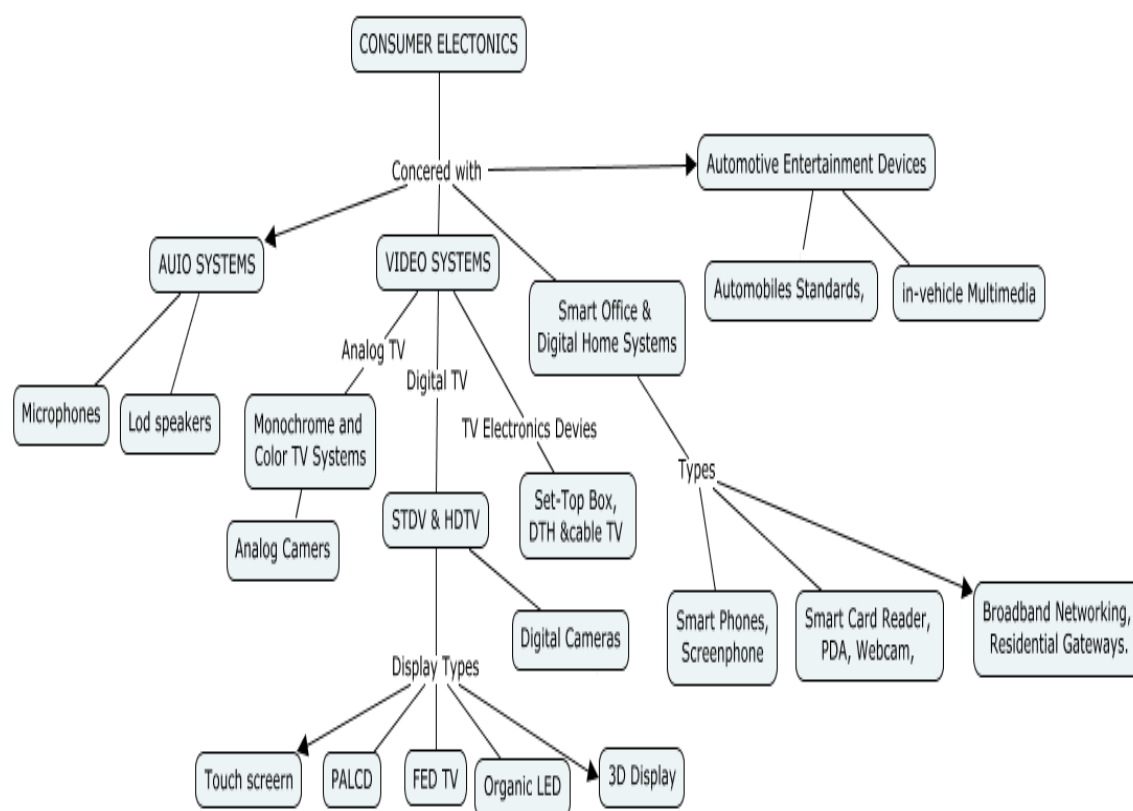 CONSUMER ELECTONICS
Concered with
Automotive Entertainment Devices
AUIO SYSTEMS
VIDEO SYSTEMS
Smart Office &
Digital Home Systems
Automobiles Standards,
in-vehicle Multimedia
Analog TV
Digital TV
TV Electronics Devies
Microphones
Lod speakers
Monochrome and
Color TV Systems
Types
STDV & HDTV
Set-Top Box,
DTH &cable TV
Analog Camers
Digital Cameras
Smart Phones,
Screenphone
Smart Card Reader,
PDA, Webcam,
Broadband Networking,
Residential Gateways.
Display Types
Touch screern
PALCD
FED TV
Organic LED
3D Display